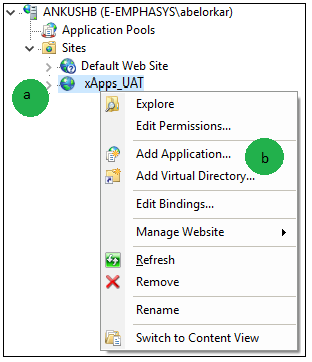 ANKUSHB (E-EMPHASYS\abelorkar)
Application Pools
Sites
Default Web Site
a
xApps_UAT
Explore
Edit Permissions...
Add Application...
b
Add Virtual Directory...
Edit Bindings...
Manage Website
Refresh
Remove
Rename
Switch to Content View